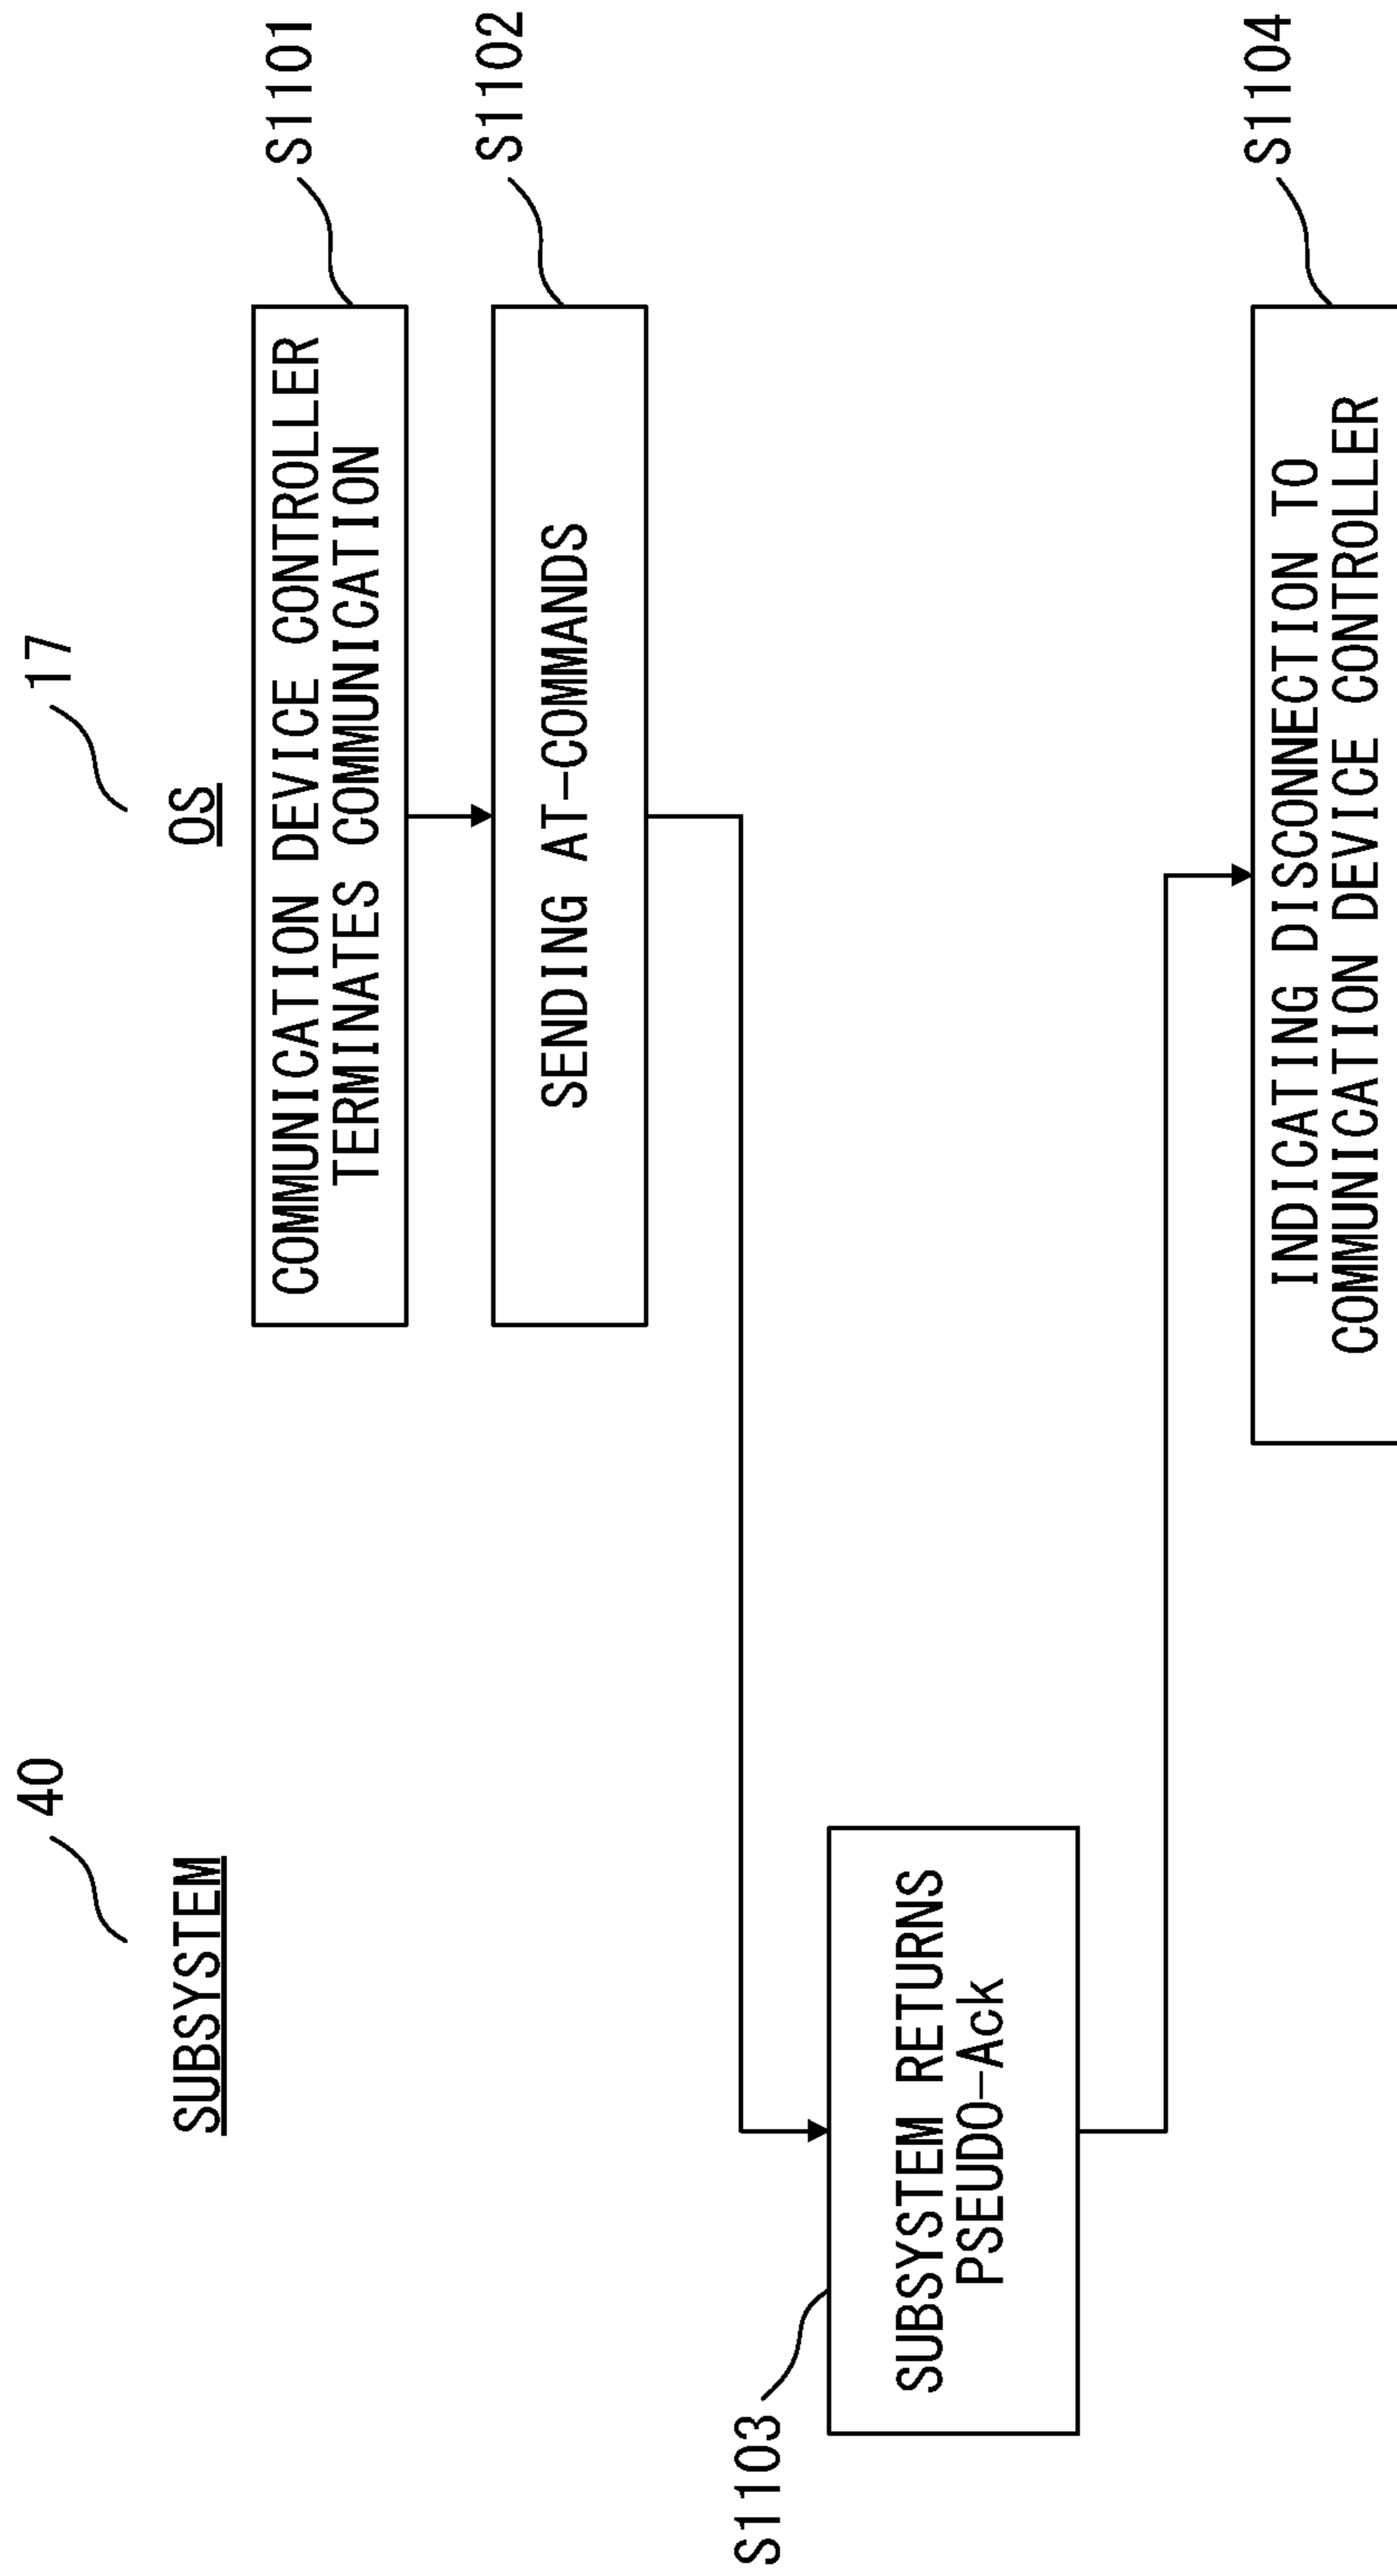 40
17
SUBSYSTEM
OS
COMMUNICATION DEVICE CONTROLLER
TERMINATES COMMUNICATION
S1101
SENDING AT-COMMANDS
S1102
S1103
SUBSYSTEM RETURNS
PSEUDO-Ack
INDICATING DISCONNECTION TO
COMMUNICATION DEVICE CONTROLLER
S1104